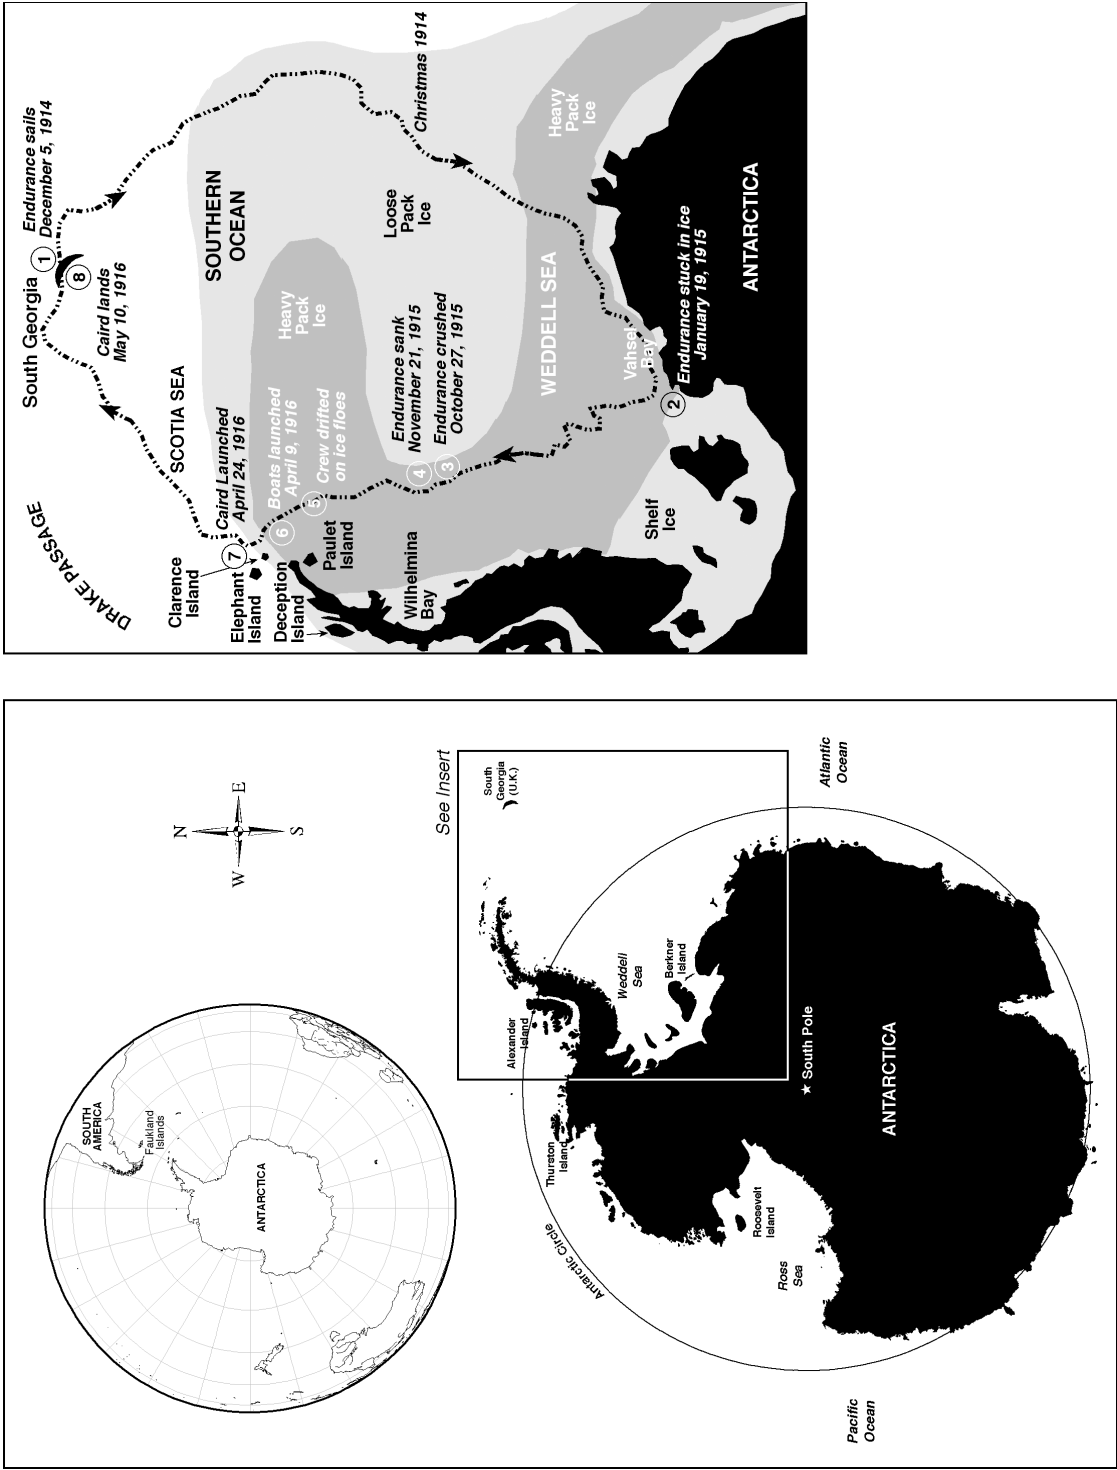 SOUTH
AMERICA
Faukland
Islands
ANTARCTICA
N
W
E
S
See Insert
South
Georgia
(U.K.)
Alexander
Island
Weddell
Sea
Berkner
Island
Thurston
Island
Antarctic Circle
Roosevelt
Island
Ross
Sea
South Pole
ANTARCTICA
Atlantic
Ocean
Pacific
Ocean
DRAKE PASSAGE
South Georgia
1
Endurance sails
December 5, 1914
8
Caird lands
May 10, 1916
SCOTIA SEA
Clarence
Island
7
Caird Launched
April 24, 1916
SOUTHERN
OCEAN
Elephant
Island
6
Boats launched
April 9, 1916
Heavy
Pack
Ice
Deception
Island
5
Crew drifted
on ice floes
Paulet
Island
Wilhelmina
Bay
4
Endurance sank
November 21, 1915
Loose
Pack
Ice
Christmas 1914
3
Endurance crushed
October 27, 1915
WEDDELL SEA
Heavy
Pack
Ice
Vahsel
Bay
Shelf
Ice
2
Endurance stuck in ice
January 19, 1915
ANTARCTICA